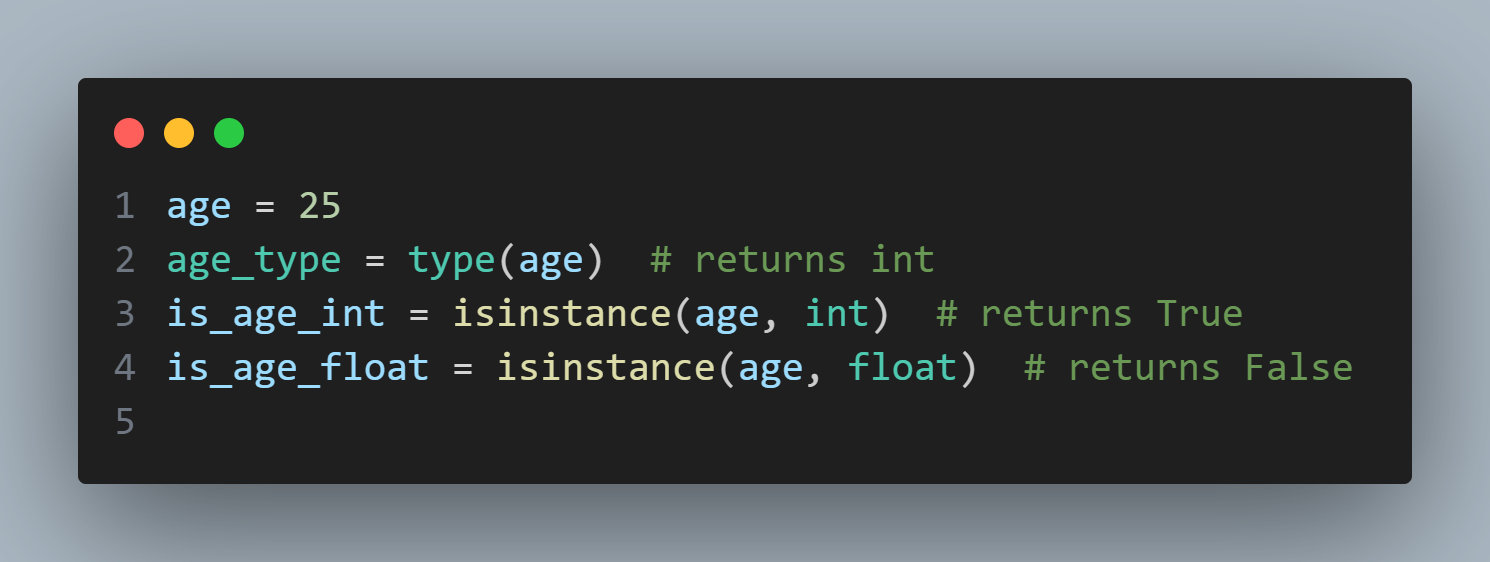 1 age = 25
2 age_type = type(age)  # returns int
3 is_age_int = isinstance(age, int)  # returns True
4 is_age_float = isinstance(age, float)  # returns False
5